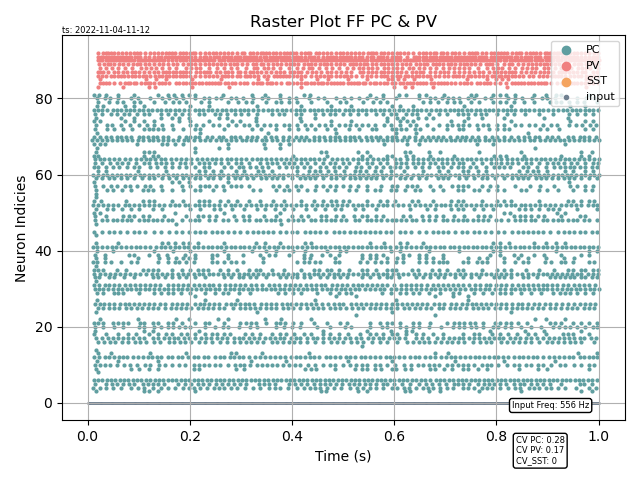 ts: 2022-11-04-11-12
Raster Plot FF PC & PV
PC
PV
SST
input
80
60
40
20
0
Neuron Indicies
Input Freq: 556 Hz
0.0 0.2 0.4 0.6 0.8 1.0
Time (s)
CV PC: 0.28
CV PV: 0.17
CV_SST: 0